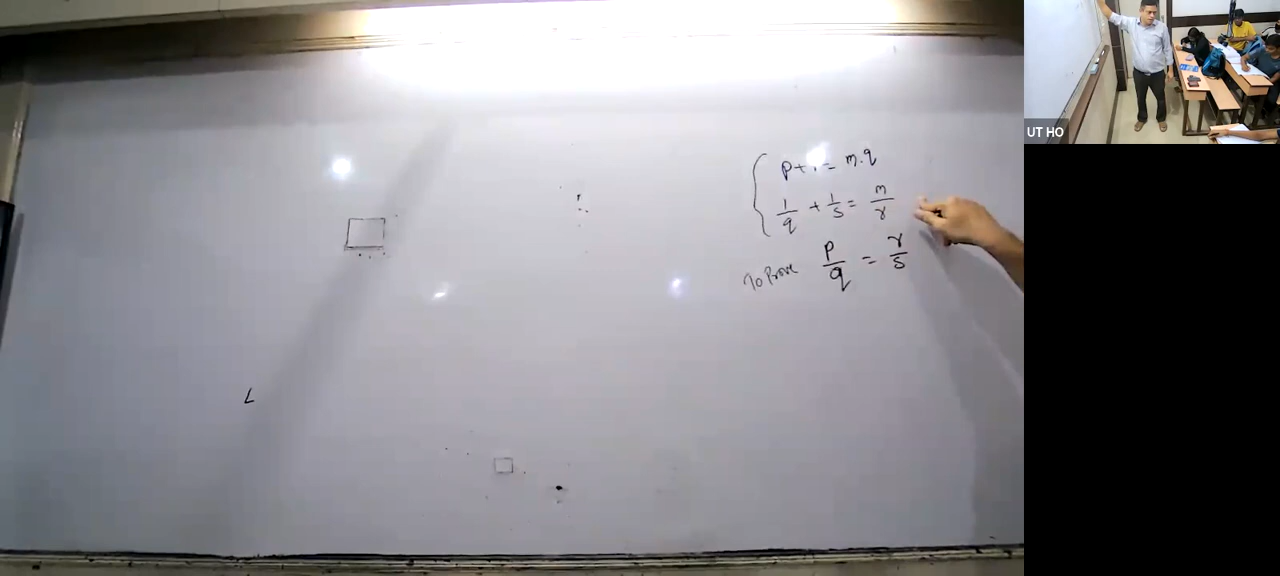 p+ = m.q
1/q + 1/s = m/r
To Prove p/q = r/s
L
UT HO